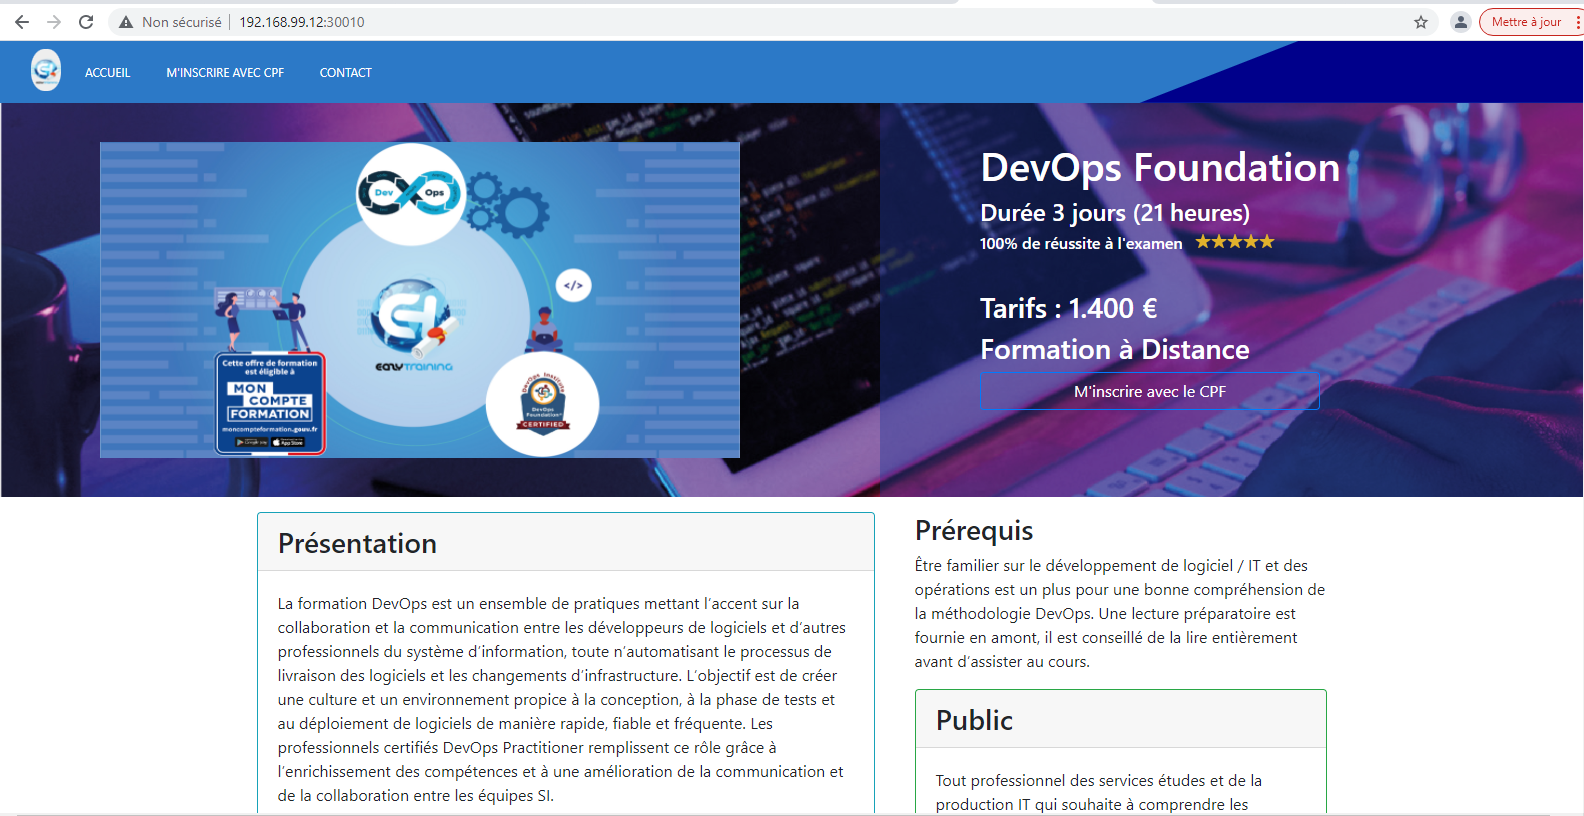 Non sécurisé
192.168.99.12:30010
Mettre à jour
ACCUEIL
M'INSCRIRE AVEC CPF
CONTACT
Dev Ops
</>
EASYTRAINING
Cette offre de formation
est éligible à
MON
COMPTE
FORMATION
moncompteformation.gouv.fr
Google play
App Store
DevOps Institute
DevOps
Foundation
CERTIFIED
DevOps Foundation
Durée 3 jours (21 heures)
100% de réussite à l'examen ★★★★★
Tarifs : 1.400 €
Formation à Distance
M'inscrire avec le CPF
Présentation
La formation DevOps est un ensemble de pratiques mettant l’accent sur la
collaboration et la communication entre les développeurs de logiciels et d’autres
professionnels du système d’information, toute n’automatisant le processus de
livraison des logiciels et les changements d’infrastructure. L’objectif est de créer
une culture et un environnement propice à la conception, à la phase de tests et
au déploiement de logiciels de manière rapide, fiable et fréquente. Les
professionnels certifiés DevOps Practitioner remplissent ce rôle grâce à
l’enrichissement des compétences et à une amélioration de la communication et
de la collaboration entre les équipes SI.
Prérequis
Être familier sur le développement de logiciel / IT et des
opérations est un plus pour une bonne compréhension de
la méthodologie DevOps. Une lecture préparatoire est
fournie en amont, il est conseillé de la lire entièrement
avant d’assister au cours.
Public
Tout professionnel des services études et de la
production IT qui souhaite à comprendre les